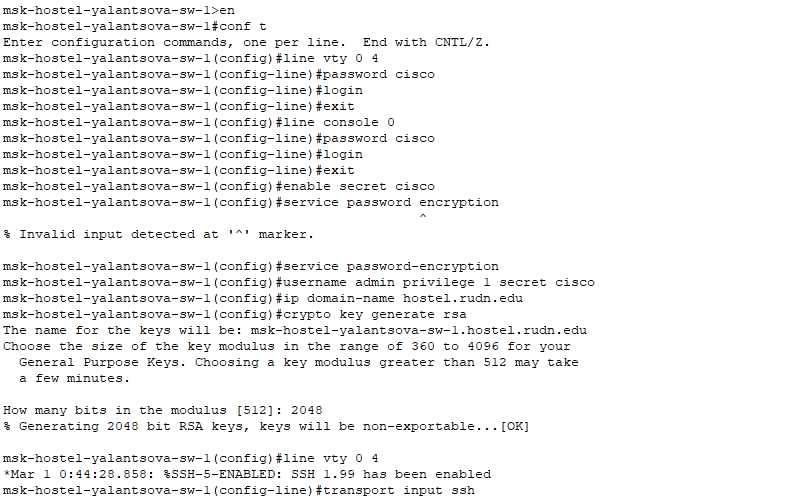 msk-hostel-yalantsova-sw-1>en
msk-hostel-yalantsova-sw-1#conf t
Enter configuration commands, one per line.  End with CNTL/Z.
msk-hostel-yalantsova-sw-1(config)#line vty 0 4
msk-hostel-yalantsova-sw-1(config-line)#password cisco
msk-hostel-yalantsova-sw-1(config-line)#login
msk-hostel-yalantsova-sw-1(config-line)#exit
msk-hostel-yalantsova-sw-1(config)#line console 0
msk-hostel-yalantsova-sw-1(config-line)#password cisco
msk-hostel-yalantsova-sw-1(config-line)#login
msk-hostel-yalantsova-sw-1(config-line)#exit
msk-hostel-yalantsova-sw-1(config)#enable secret cisco
msk-hostel-yalantsova-sw-1(config)#service password encryption
                                                    ^
% Invalid input detected at '^' marker.

msk-hostel-yalantsova-sw-1(config)#service password-encryption
msk-hostel-yalantsova-sw-1(config)#username admin privilege 1 secret cisco
msk-hostel-yalantsova-sw-1(config)#ip domain-name hostel.rudn.edu
msk-hostel-yalantsova-sw-1(config)#crypto key generate rsa
The name for the keys will be: msk-hostel-yalantsova-sw-1.hostel.rudn.edu
Choose the size of the key modulus in the range of 360 to 4096 for your
  General Purpose Keys. Choosing a key modulus greater than 512 may take
  a few minutes.

How many bits in the modulus [512]: 2048
% Generating 2048 bit RSA keys, keys will be non-exportable...[OK]

msk-hostel-yalantsova-sw-1(config)#line vty 0 4
*Mar 1 0:44:28.858: %SSH-5-ENABLED: SSH 1.99 has been enabled
msk-hostel-yalantsova-sw-1(config-line)#transport input ssh